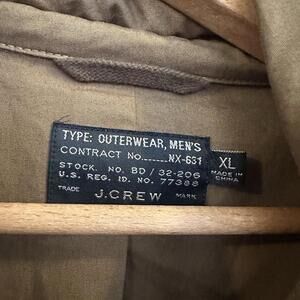 TYPE: OUTERWEAR, MEN'S
CONTRACT No......NX-631
STOCK. NO. BD / 32-206
U.S. REG. ID. NO. 77388
TRADE J.CREW MARK
XL
MADE IN
CHINA